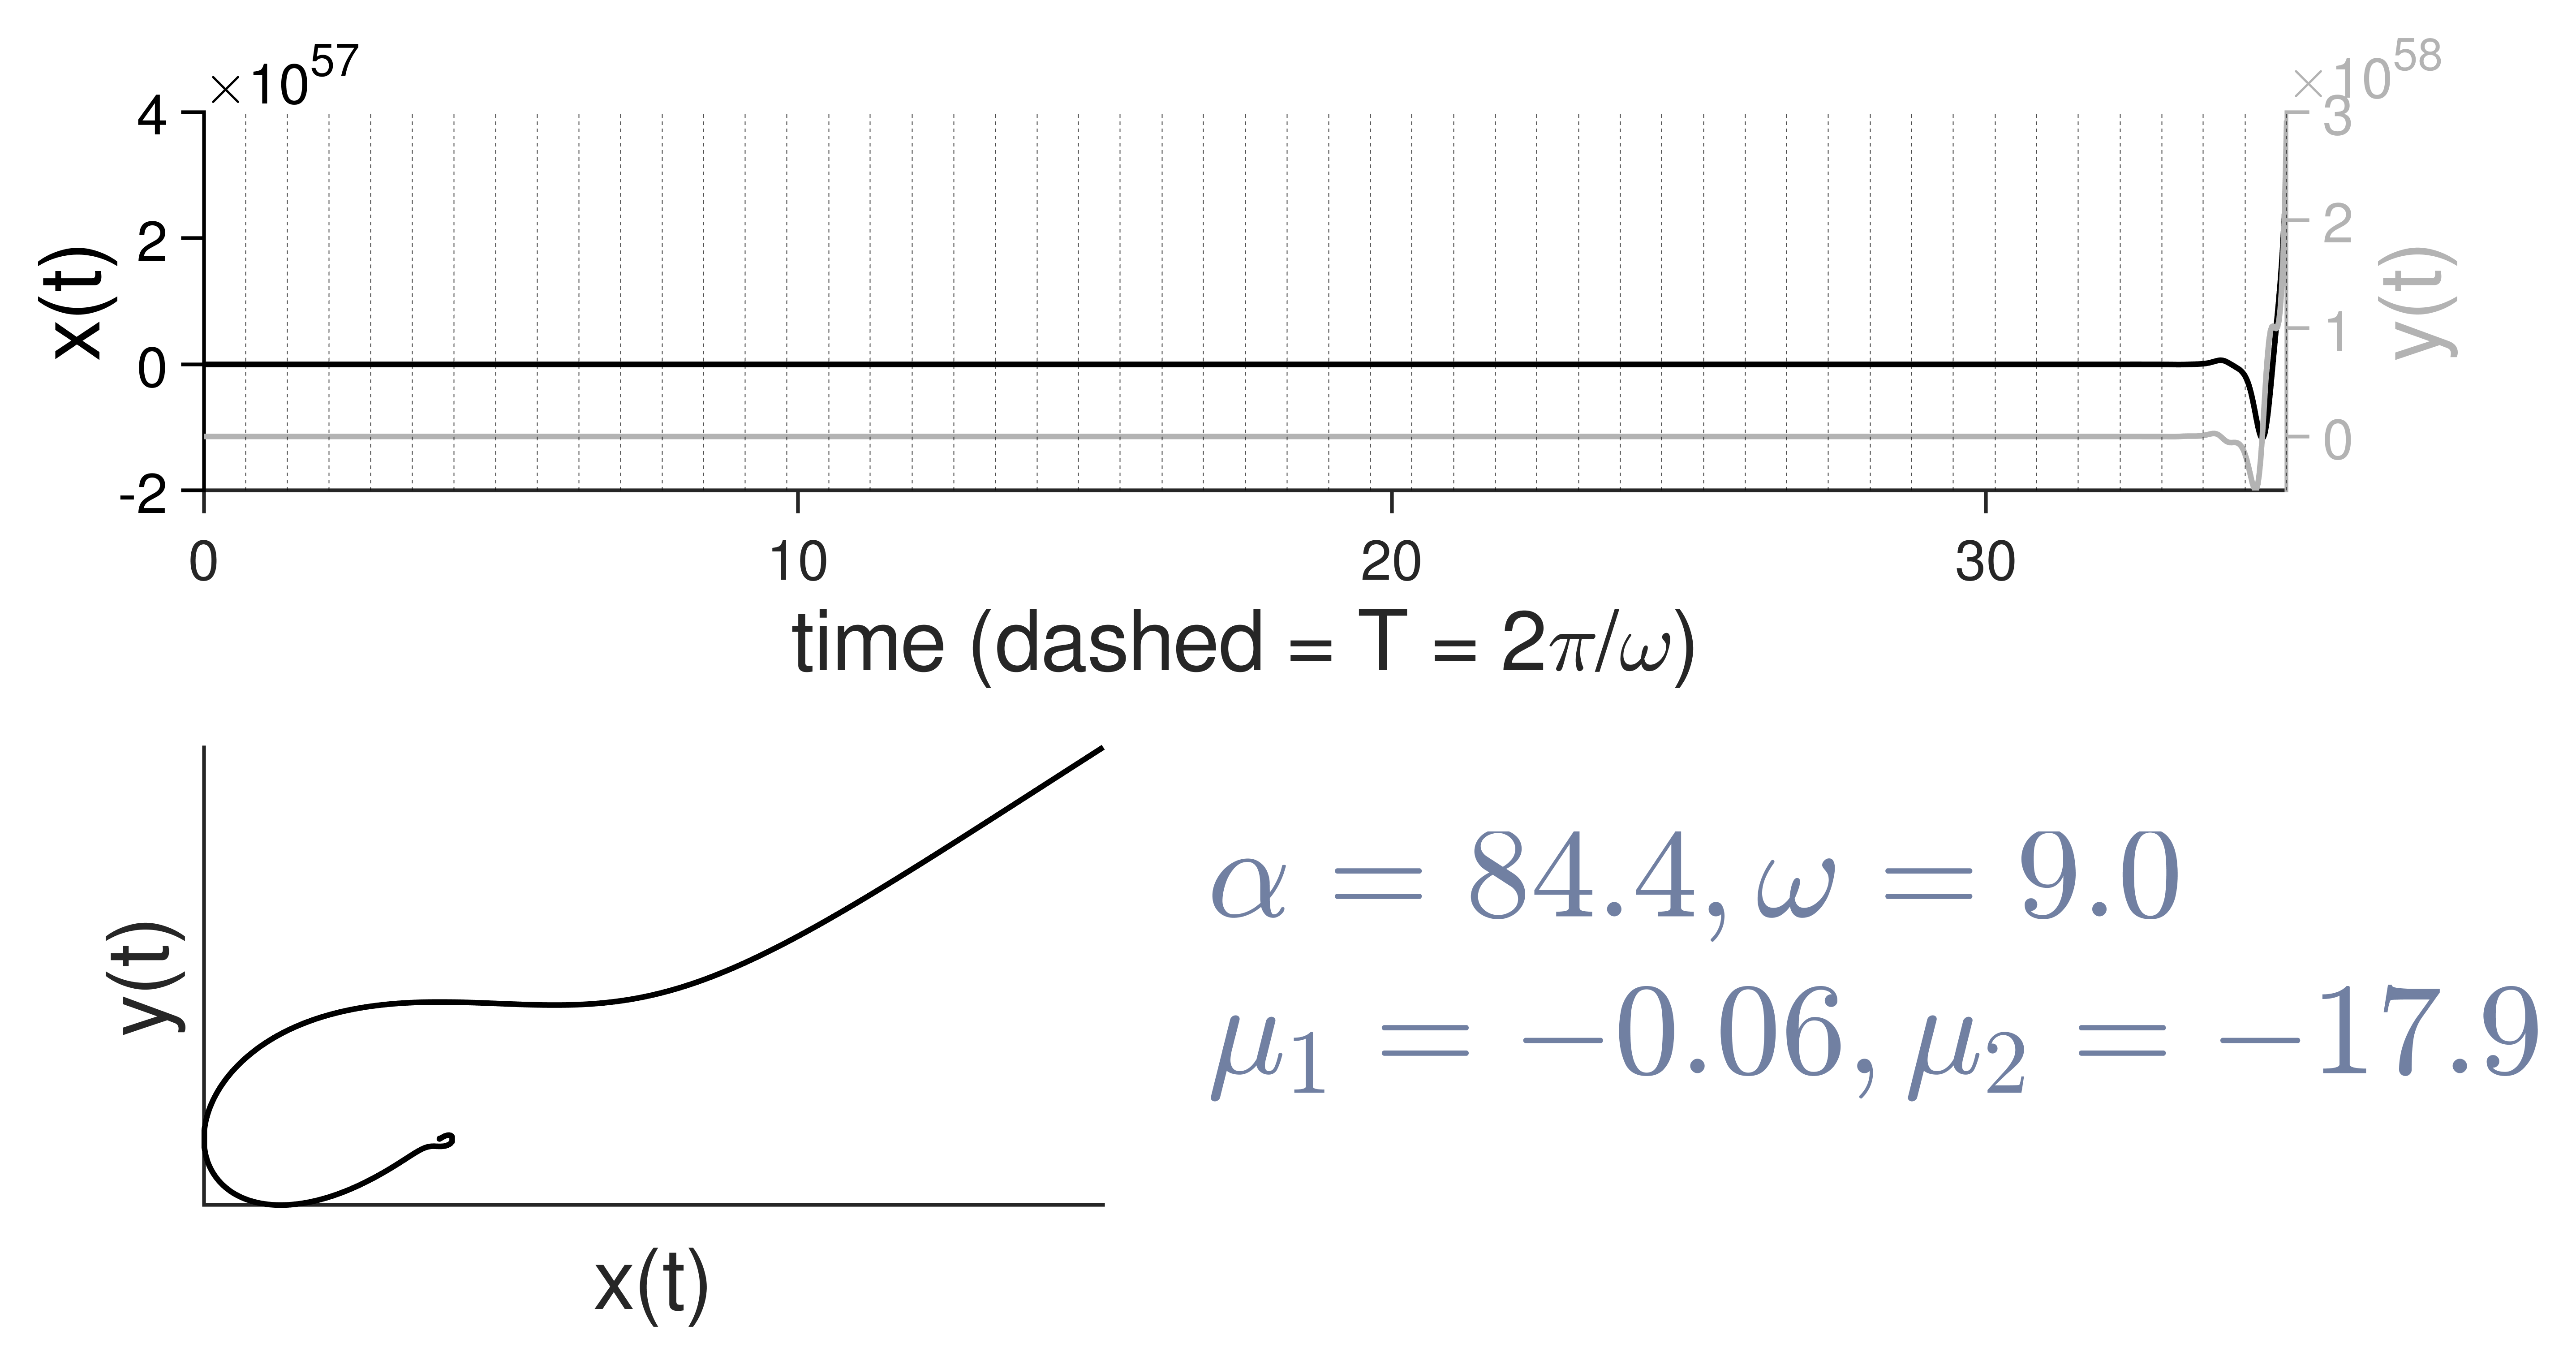 ×10^57
×10^58
4
2
0
-2
x(t)
3
2
1
0
y(t)
0 10 20 30
time (dashed = T = 2π/ω)
y(t)
x(t)
α = 84.4, ω = 9.0
μ₁ = −0.06, μ₂ = −17.9